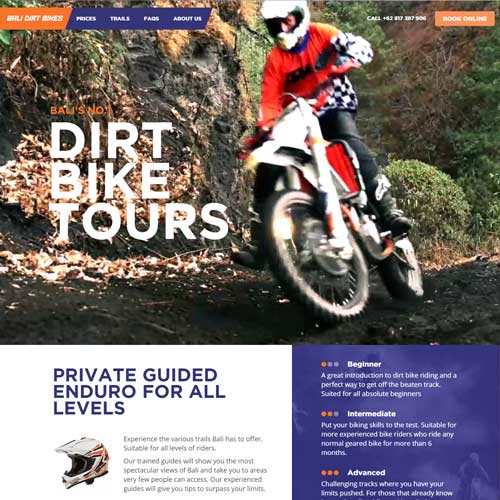 BALI DIRT BIKES PRICES TRAILS FAQS ABOUT US CALL +62 817 387 906 BOOK ONLINE
BALI'S NO.1
DIRT
BIKE
TOURS
PRIVATE GUIDED
ENDURO FOR ALL
LEVELS
Experience the various trails Bali has to offer.
Suitable for all levels of riders.
Our trained guides will show you the most
spectacular views of Bali and take you to areas
very few people can access. Our experienced
guides will give you tips to surpass your limits.
Beginner
A great introduction to dirt bike riding and a
perfect way to get off the beaten track.
Suited for all absolute beginners
Intermediate
Put your biking skills to the test. Suitable for
more experienced bike riders who ride any
normal geared bike for more than 6
months.
Advanced
Challenging tracks where you have your
limits pushed. For those that already know